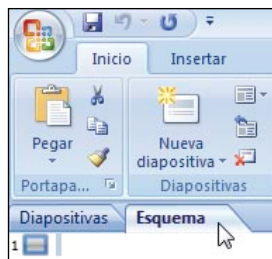 Inicio Insertar
Pegar
Nueva
diapositiva
Portapa... Diapositivas
Diapositivas Esquema
1